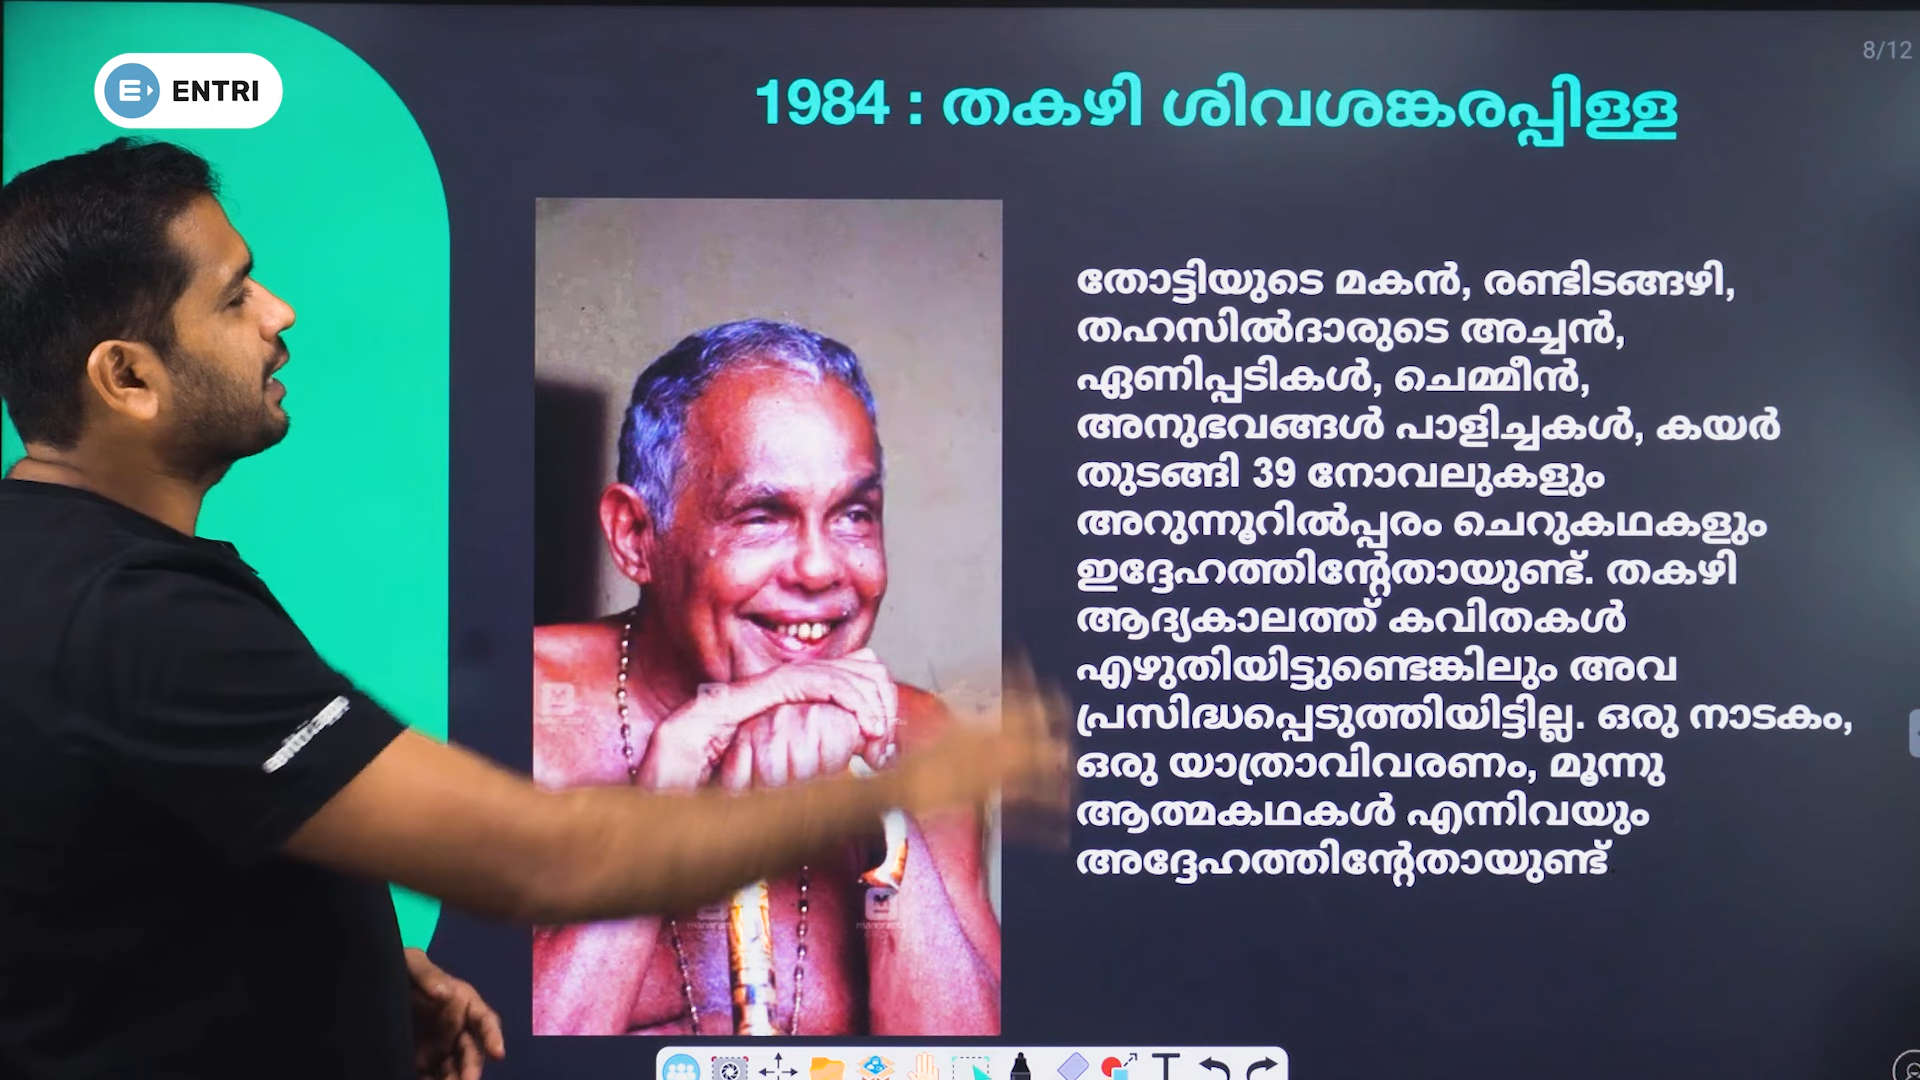 ENTRI
8/12
1984 : തകഴി ശിവശങ്കരപ്പിള്ള
തോട്ടിയുടെ മകൻ, രണ്ടിടങ്ങഴി,
തഹസിൽദാരുടെ അച്ചൻ,
ഏണിപ്പടികൾ, ചെമ്മീൻ,
അനുഭവങ്ങൾ പാളിച്ചകൾ, കയർ
തുടങ്ങി 39 നോവലുകളും
അറുന്നൂറിൽപ്പരം ചെറുകഥകളും
ഇദ്ദേഹത്തിന്റേതായുണ്ട്. തകഴി
ആദ്യകാലത്ത് കവിതകൾ
എഴുതിയിട്ടുണ്ടെങ്കിലും അവ
പ്രസിദ്ധപ്പെടുത്തിയിട്ടില്ല. ഒരു നാടകം,
ഒരു യാത്രാവിവരണം, മൂന്നു
ആത്മകഥകൾ എന്നിവയും
അദ്ദേഹത്തിന്റേതായുണ്ട്